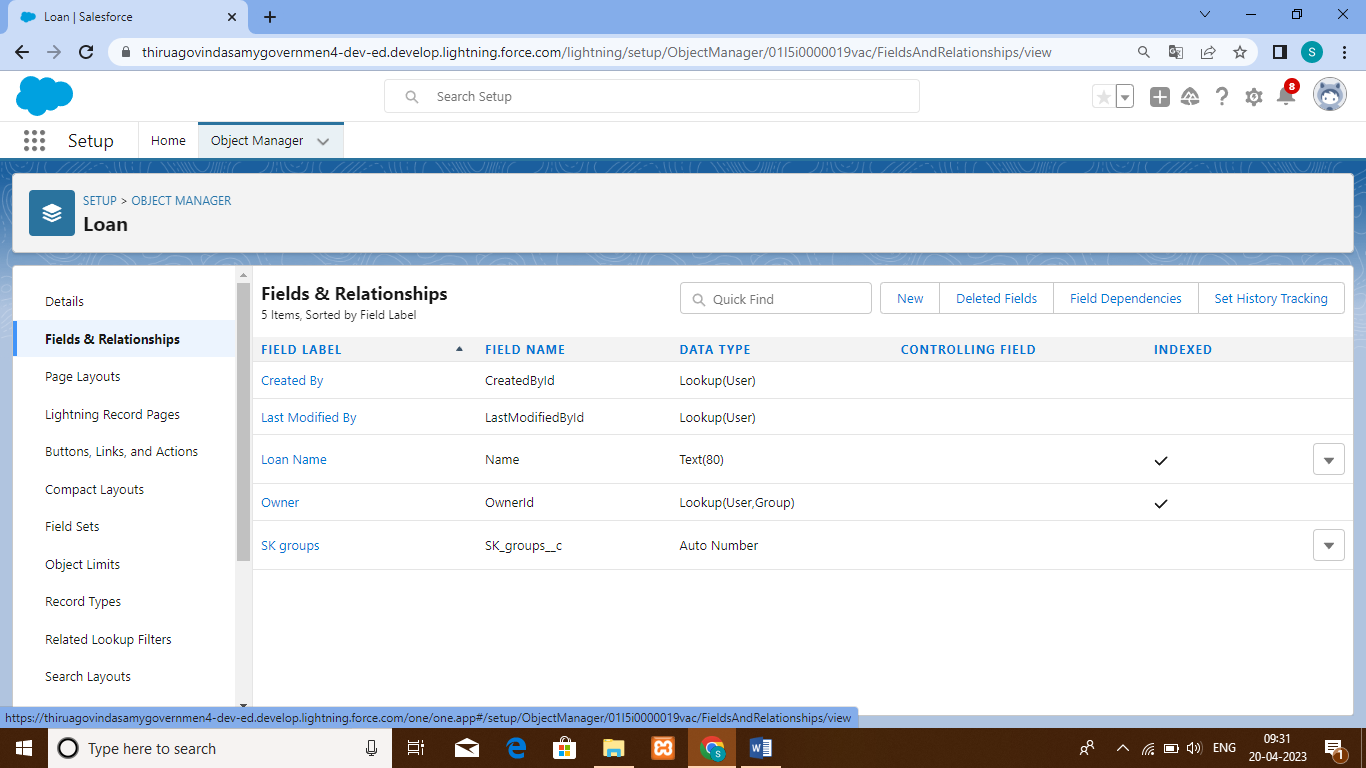 Loan | Salesforce
thiruagovindasamygovernmen4-dev-ed.develop.lightning.force.com/lightning/setup/ObjectManager/01I5i0000019vac/FieldsAndRelationships/view
S
Search Setup
8
Setup
Home
Object Manager
SETUP > OBJECT MANAGER
Loan
Details
Fields & Relationships
Page Layouts
Lightning Record Pages
Buttons, Links, and Actions
Compact Layouts
Field Sets
Object Limits
Record Types
Related Lookup Filters
Search Layouts
Fields & Relationships
5 Items, Sorted by Field Label
Quick Find
New
Deleted Fields
Field Dependencies
Set History Tracking
FIELD LABEL FIELD NAME DATA TYPE CONTROLLING FIELD INDEXED
Created By CreatedById Lookup(User)
Last Modified By LastModifiedById Lookup(User)
Loan Name Name Text(80)
Owner OwnerId Lookup(User,Group)
SK groups SK_groups__c Auto Number
https://thiruagovindasamygovernmen4-dev-ed.develop.lightning.force.com/one/one.app#/setup/ObjectManager/01I5i0000019vac/FieldsAndRelationships/view
Type here to search
S
W
ENG
09:31
20-04-2023
1